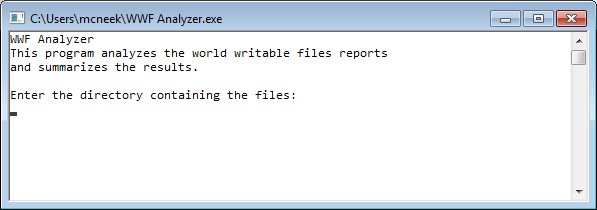 C:\Users\mcneek\WWF Analyzer.exe
WWF Analyzer
This program analyzes the world writable files reports
and summarizes the results.
Enter the directory containing the files: